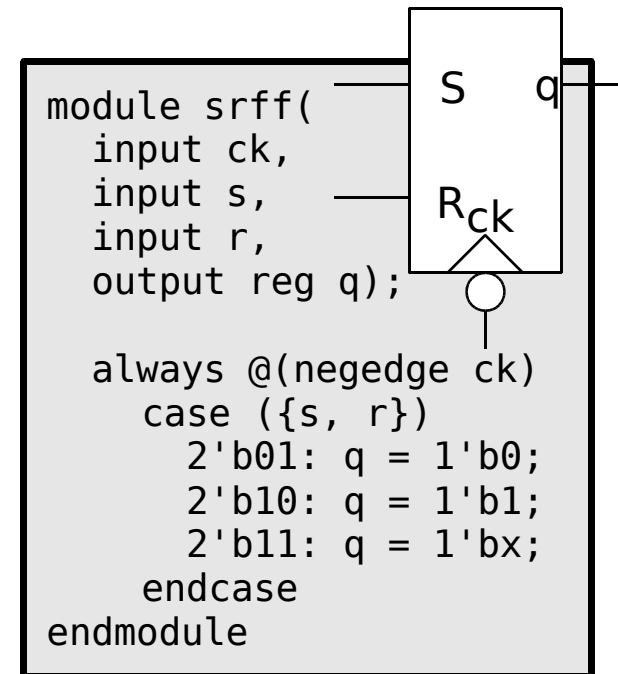 S q
R
ck
module srff(
  input ck,
  input s,
  input r,
  output reg q);

  always @(negedge ck)
    case ({s, r})
      2'b01: q = 1'b0;
      2'b10: q = 1'b1;
      2'b11: q = 1'bx;
    endcase
endmodule